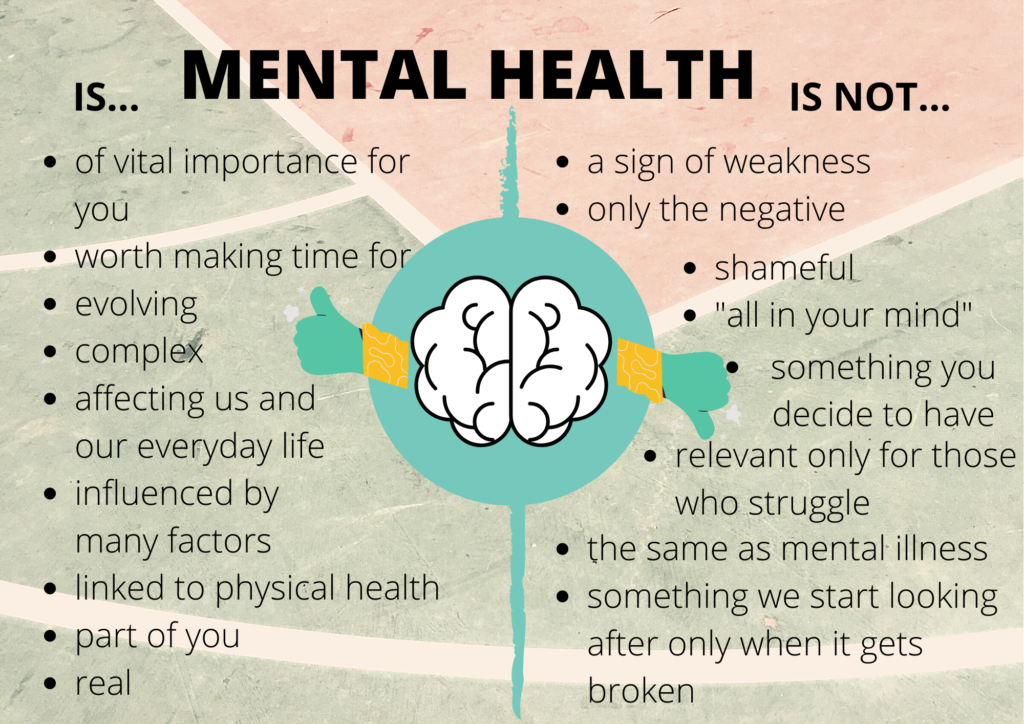 MENTAL HEALTH
IS...
of vital importance for
you
worth making time for
evolving
complex
affecting us and
our everyday life
influenced by
many factors
linked to physical health
part of you
real
IS NOT...
a sign of weakness
only the negative
shameful
"all in your mind"
something you
decide to have
relevant only for those
who struggle
the same as mental illness
something we start looking
after only when it gets
broken